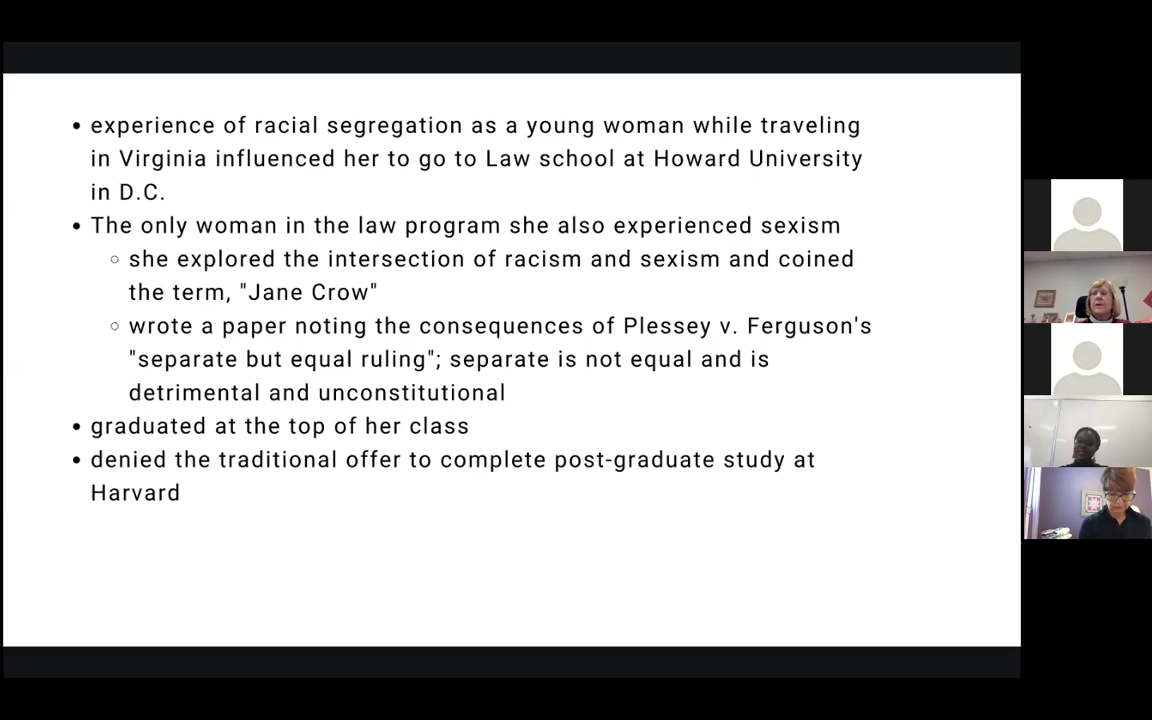 • experience of racial segregation as a young woman while traveling
in Virginia influenced her to go to Law school at Howard University
in D.C.
• The only woman in the law program she also experienced sexism
◦ she explored the intersection of racism and sexism and coined
the term, "Jane Crow"
◦ wrote a paper noting the consequences of Plessey v. Ferguson's
"separate but equal ruling"; separate is not equal and is
detrimental and unconstitutional
• graduated at the top of her class
• denied the traditional offer to complete post-graduate study at
Harvard